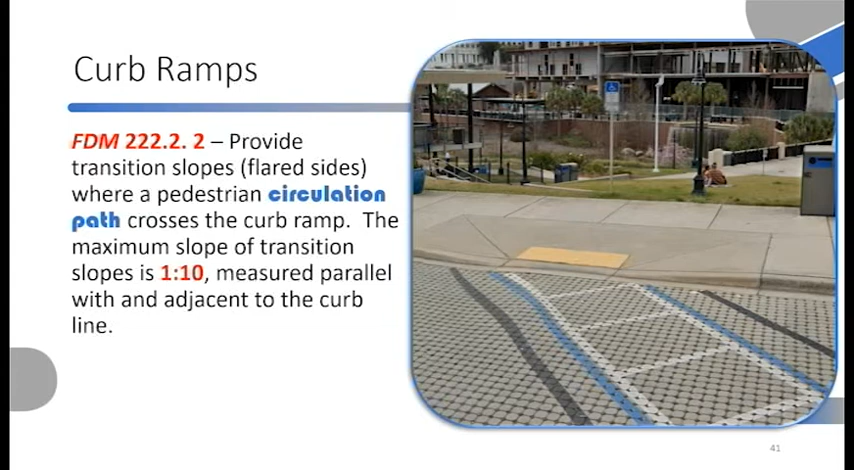 Curb Ramps
FDM 222.2. 2 – Provide
transition slopes (flared sides)
where a pedestrian circulation
path crosses the curb ramp. The
maximum slope of transition
slopes is 1:10, measured parallel
with and adjacent to the curb
line.
41